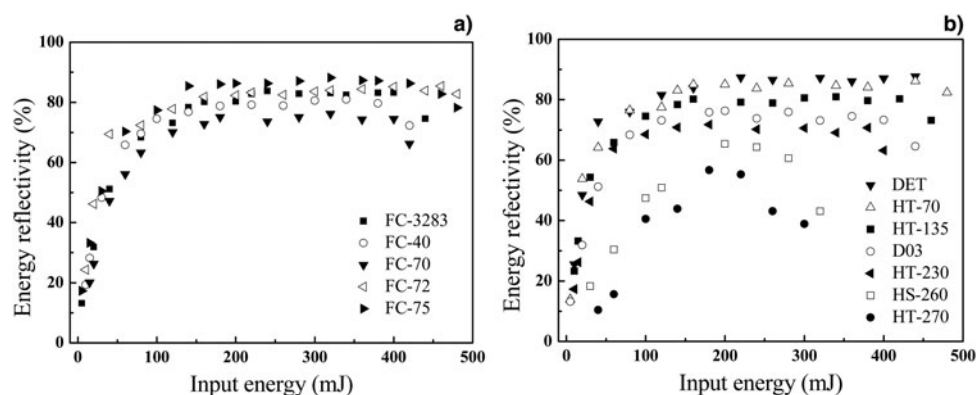 a)
100
80
60
40
20
0
Energy reflectivity (%)
FC-3283
FC-40
FC-70
FC-72
FC-75
0 100 200 300 400 500
Input energy (mJ)
b)
100
80
60
40
20
0
Energy refectivity (%)
DET
HT-70
HT-135
D03
HT-230
HS-260
HT-270
0 100 200 300 400 500
Input energy (mJ)